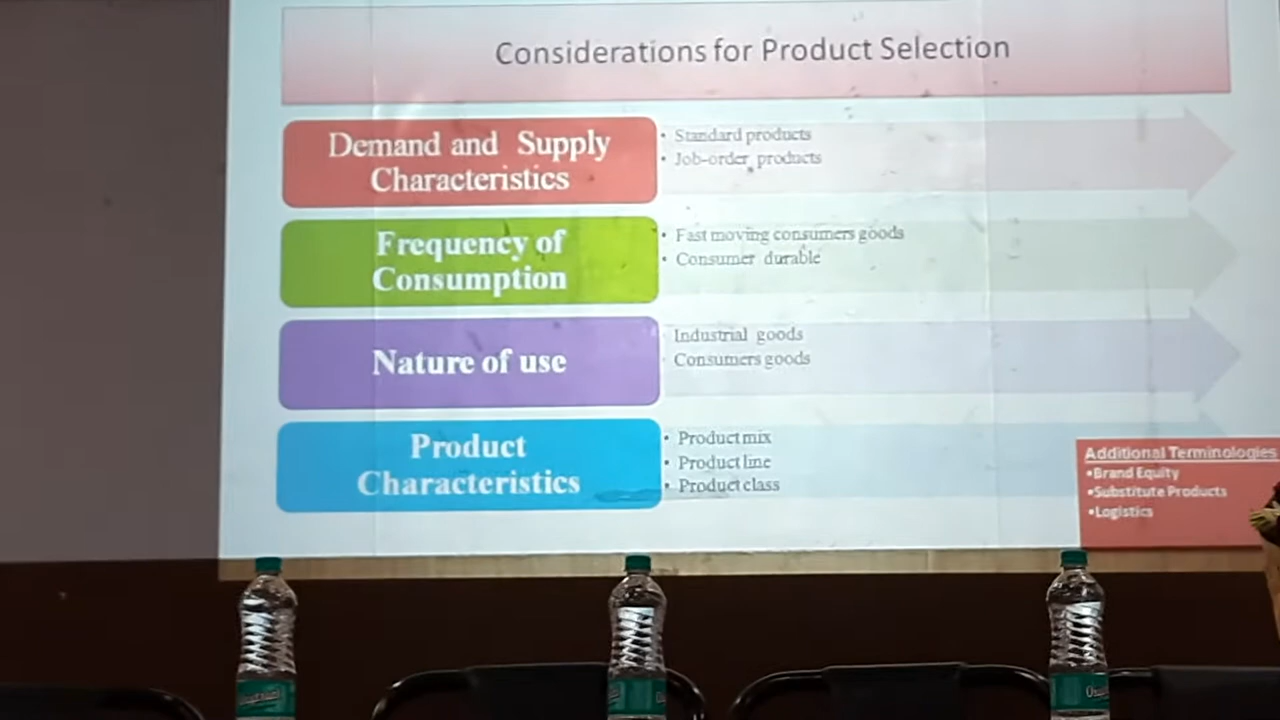 Considerations for Product Selection
Demand and Supply
Characteristics
• Standard products
• Job-order products
Frequency of
Consumption
• Fast moving consumers goods
• Consumer durable
Nature of use
Industrial goods
Consumers goods
Product
Characteristics
• Product mix
• Product line
• Product class
Additional Terminologies
•Brand Equity
•Substitute Products
•Logistics